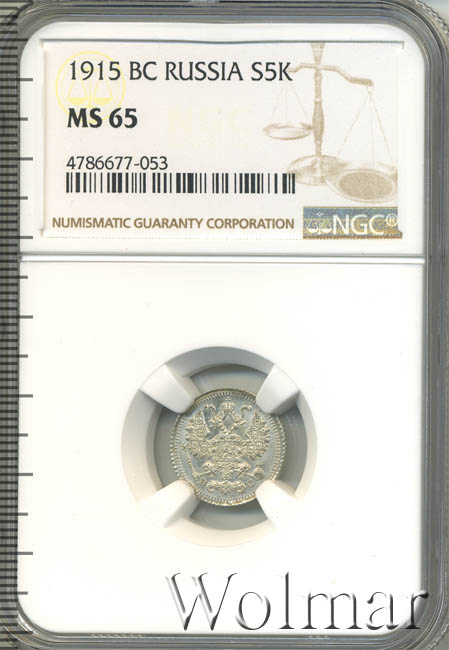 1915 BC RUSSIA S5K
MS 65
4786677-053
NUMISMATIC GUARANTY CORPORATION
NGC®
Wolmar